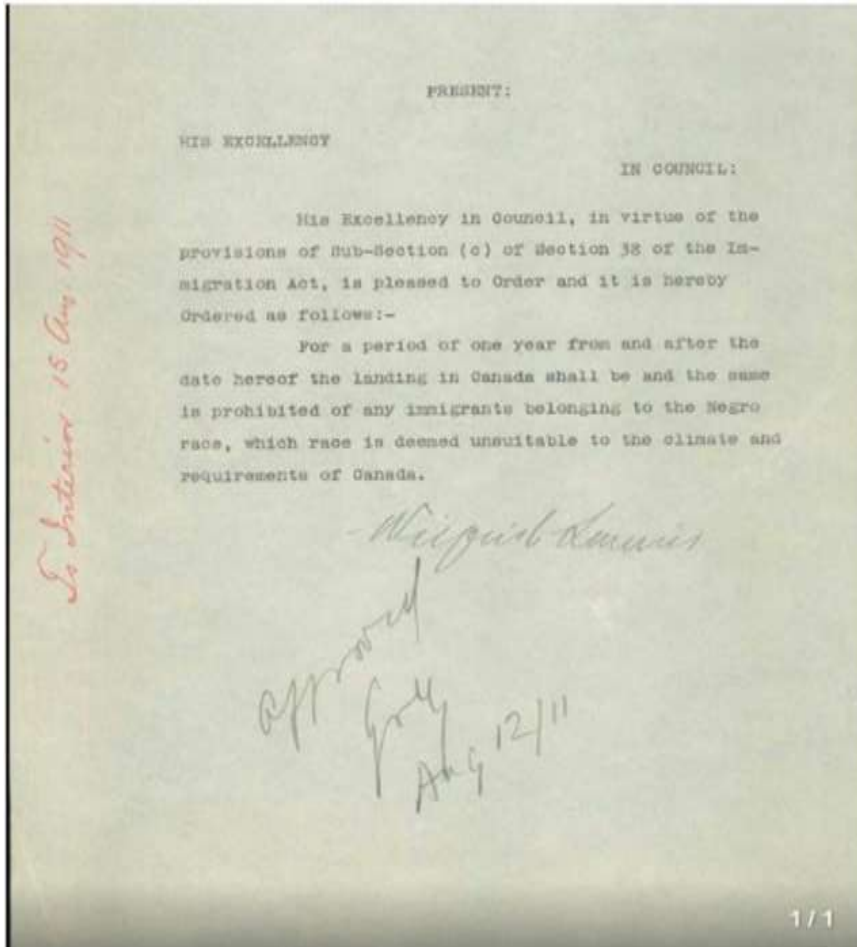 PRESENT:
HIS EXCELLENCY
IN COUNCIL:
His Excellency in Council, in virtue of the
provisions of Sub-Section (c) of Section 38 of the Im-
migration Act, is pleased to Order and it is hereby
Ordered as follows:-
For a period of one year from and after the
date hereof the landing in Canada shall be and the same
is prohibited of any immigrants belonging to the Negro
race, which race is deemed unsuitable to the climate and
requirements of Canada.
Wilfrid Laurier
approved
Grey
Aug 12/11
To Interior 15 Aug. 1911
1 / 1